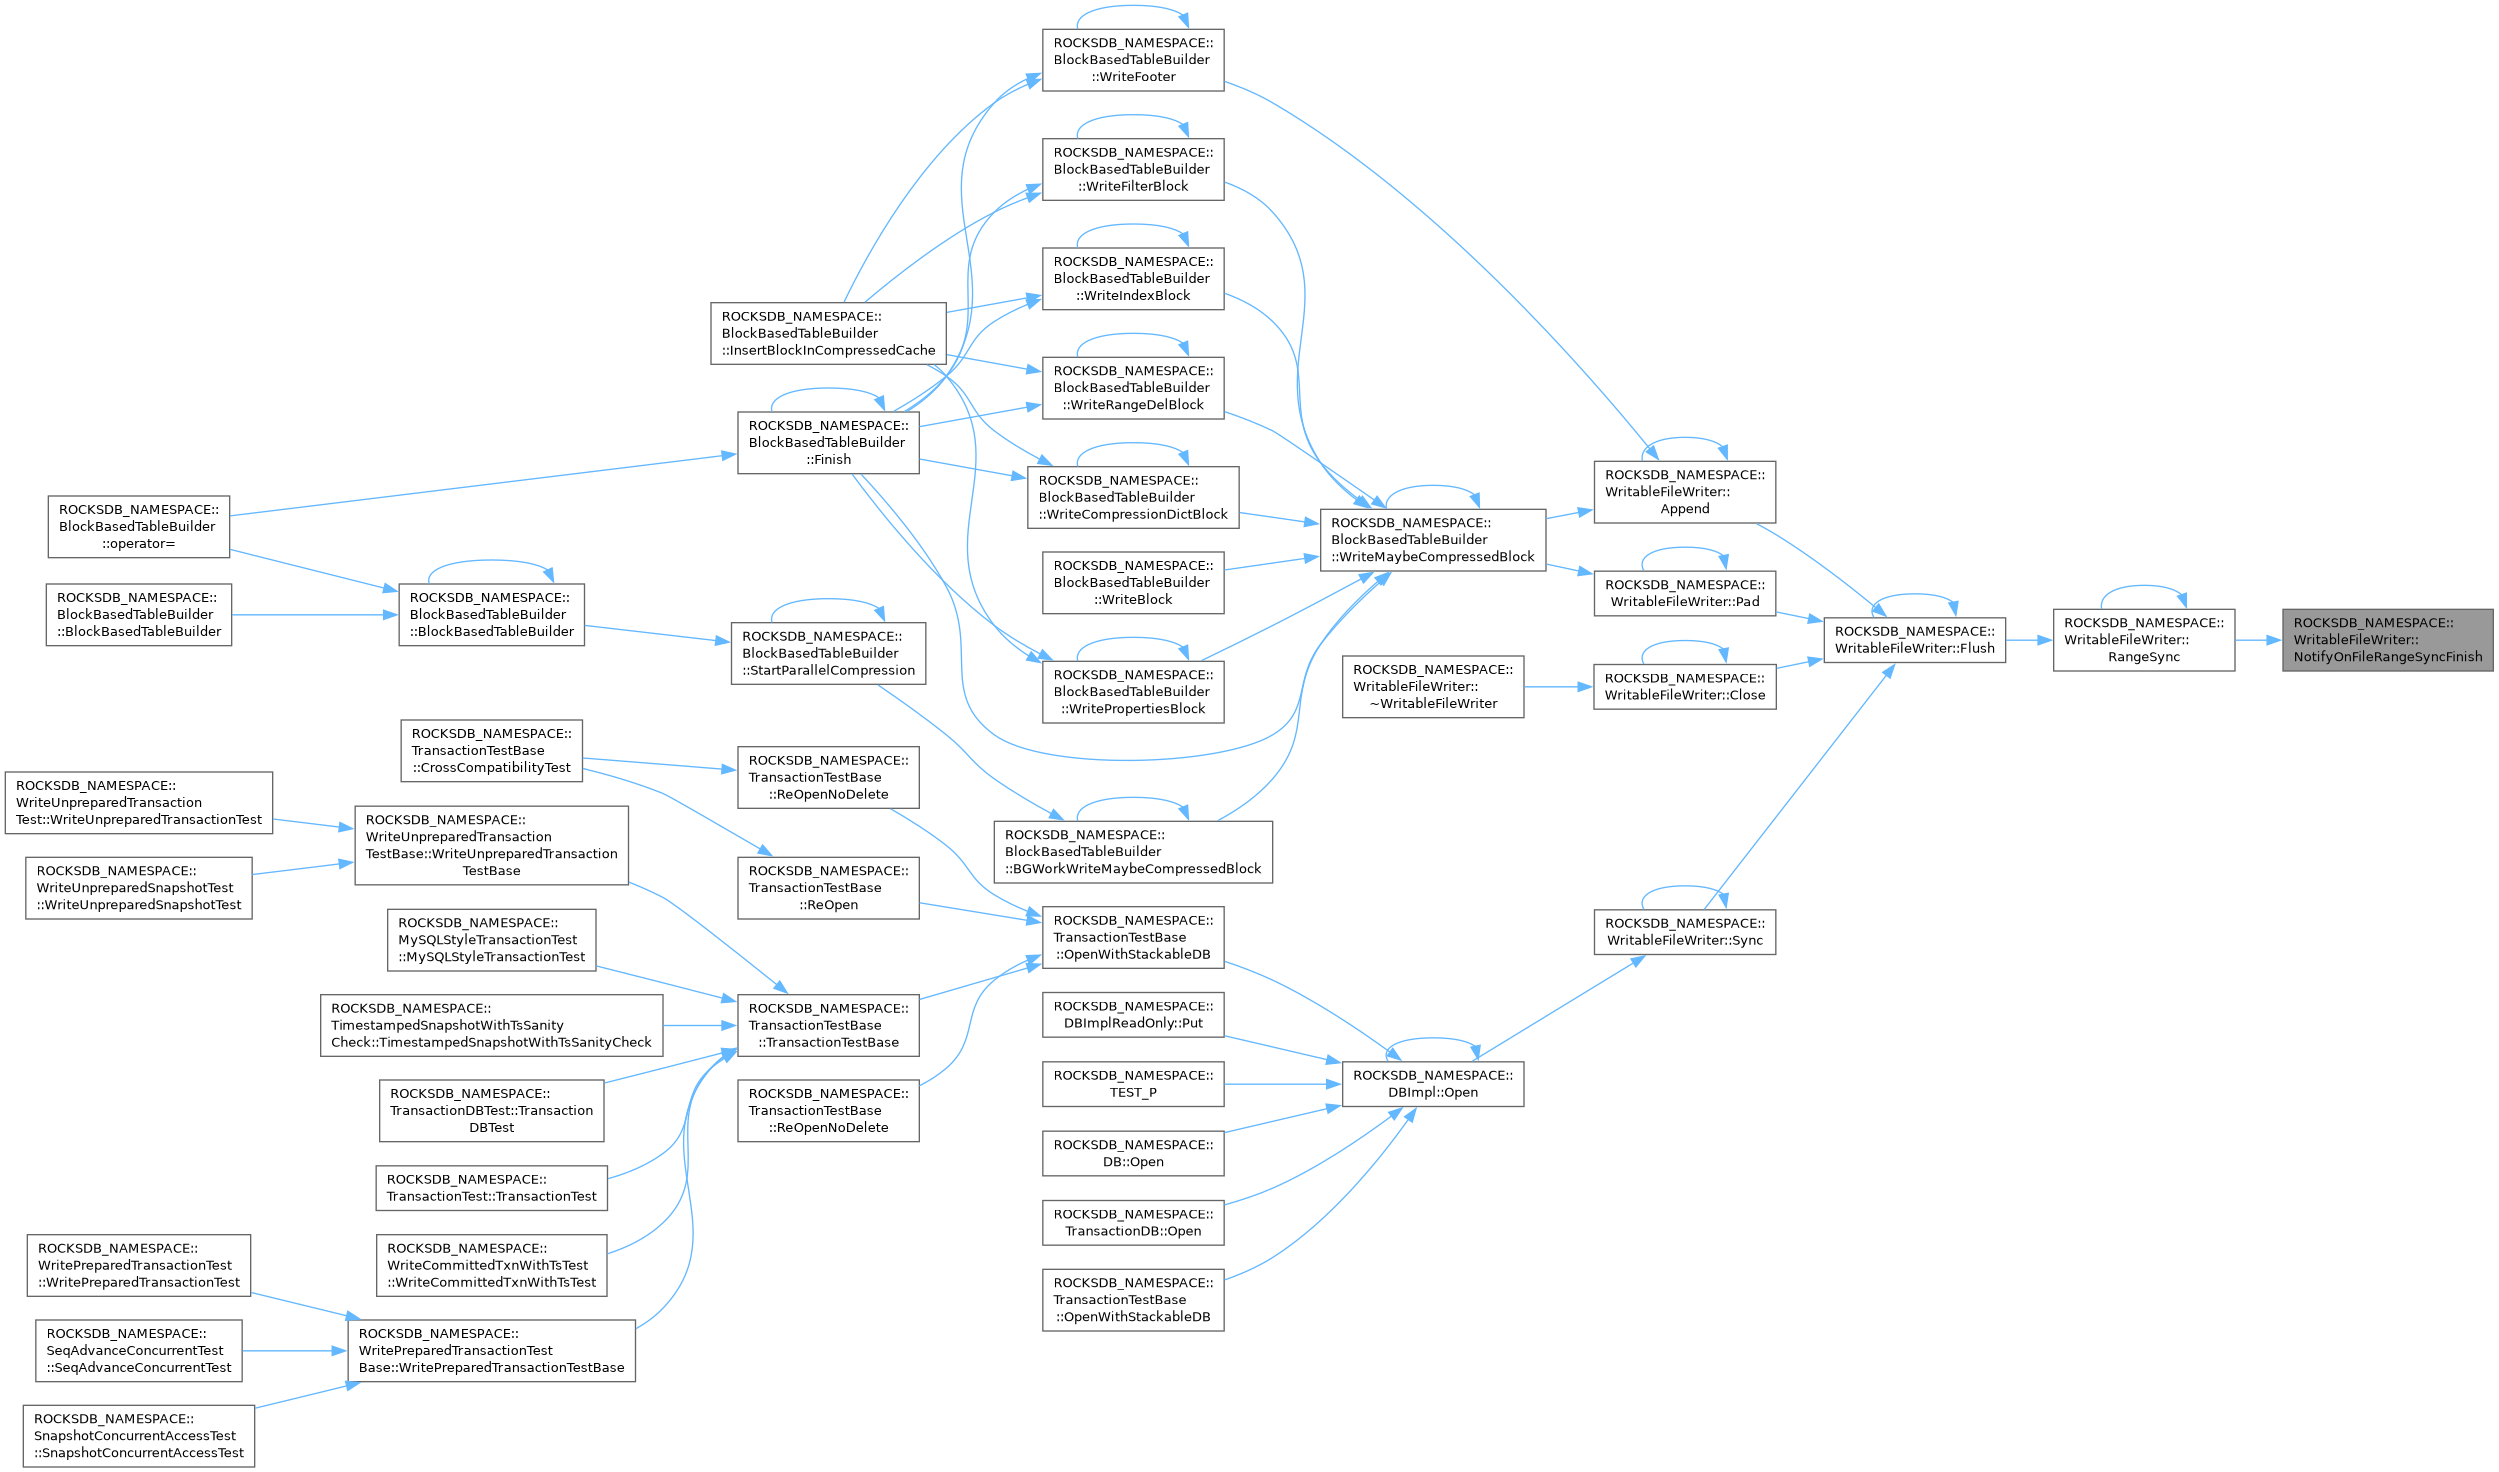 ROCKSDB_NAMESPACE::
BlockBasedTableBuilder
::WriteFooter
ROCKSDB_NAMESPACE::
BlockBasedTableBuilder
::WriteFilterBlock
ROCKSDB_NAMESPACE::
BlockBasedTableBuilder
::WriteIndexBlock
ROCKSDB_NAMESPACE::
BlockBasedTableBuilder
::InsertBlockInCompressedCache
ROCKSDB_NAMESPACE::
BlockBasedTableBuilder
::WriteRangeDelBlock
ROCKSDB_NAMESPACE::
BlockBasedTableBuilder
::Finish
ROCKSDB_NAMESPACE::
BlockBasedTableBuilder
::WriteCompressionDictBlock
ROCKSDB_NAMESPACE::
WritableFileWriter::
Append
ROCKSDB_NAMESPACE::
BlockBasedTableBuilder
::operator=
ROCKSDB_NAMESPACE::
BlockBasedTableBuilder
::WriteMaybeCompressedBlock
ROCKSDB_NAMESPACE::
BlockBasedTableBuilder
::WriteBlock
ROCKSDB_NAMESPACE::
WritableFileWriter::Pad
ROCKSDB_NAMESPACE::
BlockBasedTableBuilder
::BlockBasedTableBuilder
ROCKSDB_NAMESPACE::
BlockBasedTableBuilder
::BlockBasedTableBuilder
ROCKSDB_NAMESPACE::
BlockBasedTableBuilder
::StartParallelCompression
ROCKSDB_NAMESPACE::
WritableFileWriter::Flush
ROCKSDB_NAMESPACE::
WritableFileWriter::
RangeSync
ROCKSDB_NAMESPACE::
WritableFileWriter::
NotifyOnFileRangeSyncFinish
ROCKSDB_NAMESPACE::
BlockBasedTableBuilder
::WritePropertiesBlock
ROCKSDB_NAMESPACE::
WritableFileWriter::
~WritableFileWriter
ROCKSDB_NAMESPACE::
WritableFileWriter::Close
ROCKSDB_NAMESPACE::
TransactionTestBase
::CrossCompatibilityTest
ROCKSDB_NAMESPACE::
TransactionTestBase
::ReOpenNoDelete
ROCKSDB_NAMESPACE::
WriteUnpreparedTransaction
Test::WriteUnpreparedTransactionTest
ROCKSDB_NAMESPACE::
WriteUnpreparedTransaction
TestBase::WriteUnpreparedTransaction
TestBase
ROCKSDB_NAMESPACE::
BlockBasedTableBuilder
::BGWorkWriteMaybeCompressedBlock
ROCKSDB_NAMESPACE::
WriteUnpreparedSnapshotTest
::WriteUnpreparedSnapshotTest
ROCKSDB_NAMESPACE::
TransactionTestBase
::ReOpen
ROCKSDB_NAMESPACE::
MySQLStyleTransactionTest
::MySQLStyleTransactionTest
ROCKSDB_NAMESPACE::
TransactionTestBase
::OpenWithStackableDB
ROCKSDB_NAMESPACE::
WritableFileWriter::Sync
ROCKSDB_NAMESPACE::
TimestampedSnapshotWithTsSanity
Check::TimestampedSnapshotWithTsSanityCheck
ROCKSDB_NAMESPACE::
TransactionTestBase
::TransactionTestBase
ROCKSDB_NAMESPACE::
DBImplReadOnly::Put
ROCKSDB_NAMESPACE::
TransactionDBTest::Transaction
DBTest
ROCKSDB_NAMESPACE::
TransactionTestBase
::ReOpenNoDelete
ROCKSDB_NAMESPACE::
TEST_P
ROCKSDB_NAMESPACE::
DBImpl::Open
ROCKSDB_NAMESPACE::
DB::Open
ROCKSDB_NAMESPACE::
TransactionTest::TransactionTest
ROCKSDB_NAMESPACE::
TransactionDB::Open
ROCKSDB_NAMESPACE::
WritePreparedTransactionTest
::WritePreparedTransactionTest
ROCKSDB_NAMESPACE::
WriteCommittedTxnWithTsTest
::WriteCommittedTxnWithTsTest
ROCKSDB_NAMESPACE::
TransactionTestBase
::OpenWithStackableDB
ROCKSDB_NAMESPACE::
SeqAdvanceConcurrentTest
::SeqAdvanceConcurrentTest
ROCKSDB_NAMESPACE::
WritePreparedTransactionTest
Base::WritePreparedTransactionTestBase
ROCKSDB_NAMESPACE::
SnapshotConcurrentAccessTest
::SnapshotConcurrentAccessTest